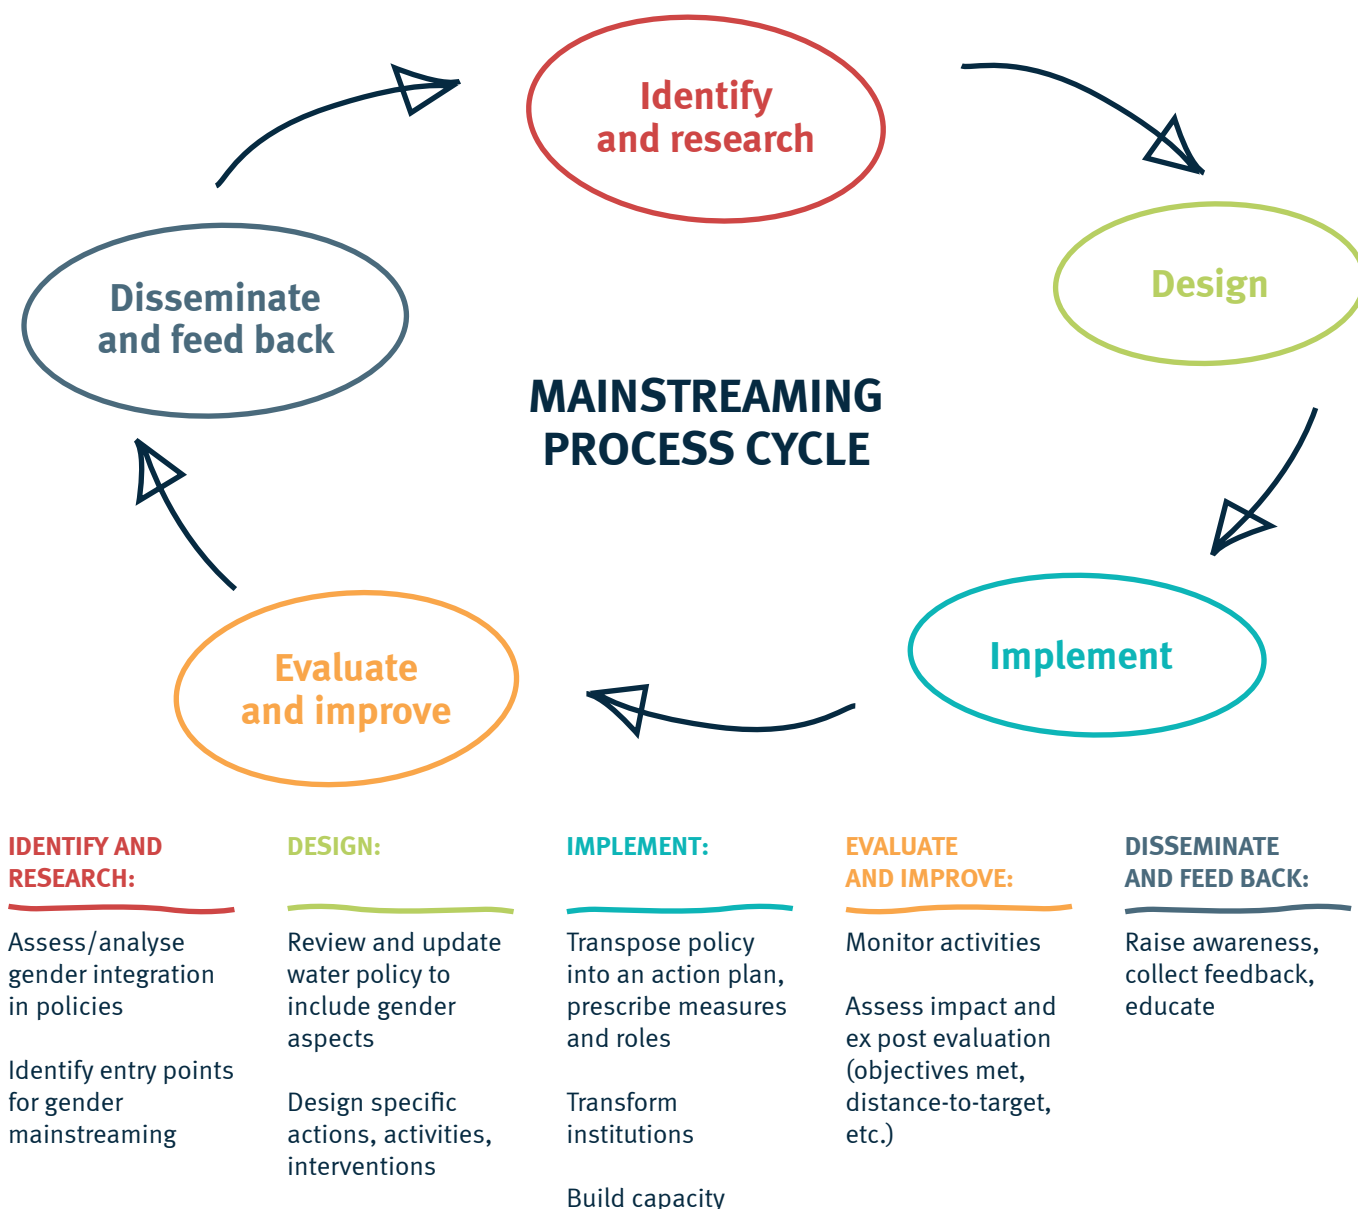 Identify
and research
Design
Disseminate
and feed back
MAINSTREAMING
PROCESS CYCLE
Implement
Evaluate
and improve
IDENTIFY AND
RESEARCH:
Assess/analyse
gender integration
in policies
Identify entry points
for gender
mainstreaming
DESIGN:
Review and update
water policy to
include gender
aspects
Design specific
actions, activities,
interventions
IMPLEMENT:
Transpose policy
into an action plan,
prescribe measures
and roles
Transform
institutions
Build capacity
EVALUATE
AND IMPROVE:
Monitor activities
Assess impact and
ex post evaluation
(objectives met,
distance-to-target,
etc.)
DISSEMINATE
AND FEED BACK:
Raise awareness,
collect feedback,
educate